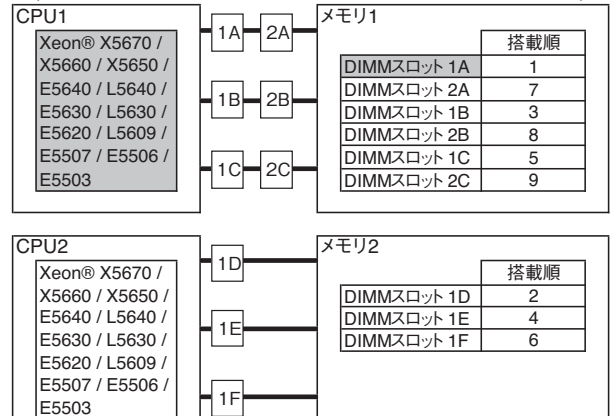 CPU1
Xeon® X5670 /
X5660 / X5650 /
E5640 / L5640 /
E5630 / L5630 /
E5620 / L5609 /
E5507 / E5506 /
E5503
1A 2A
1B 2B
1C 2C
メモリ1
搭載順
DIMMスロット 1A 1
DIMMスロット 2A 7
DIMMスロット 1B 3
DIMMスロット 2B 8
DIMMスロット 1C 5
DIMMスロット 2C 9
CPU2
Xeon® X5670 /
X5660 / X5650 /
E5640 / L5640 /
E5630 / L5630 /
E5620 / L5609 /
E5507 / E5506 /
E5503
1D
1E
1F
メモリ2
搭載順
DIMMスロット 1D 2
DIMMスロット 1E 4
DIMMスロット 1F 6